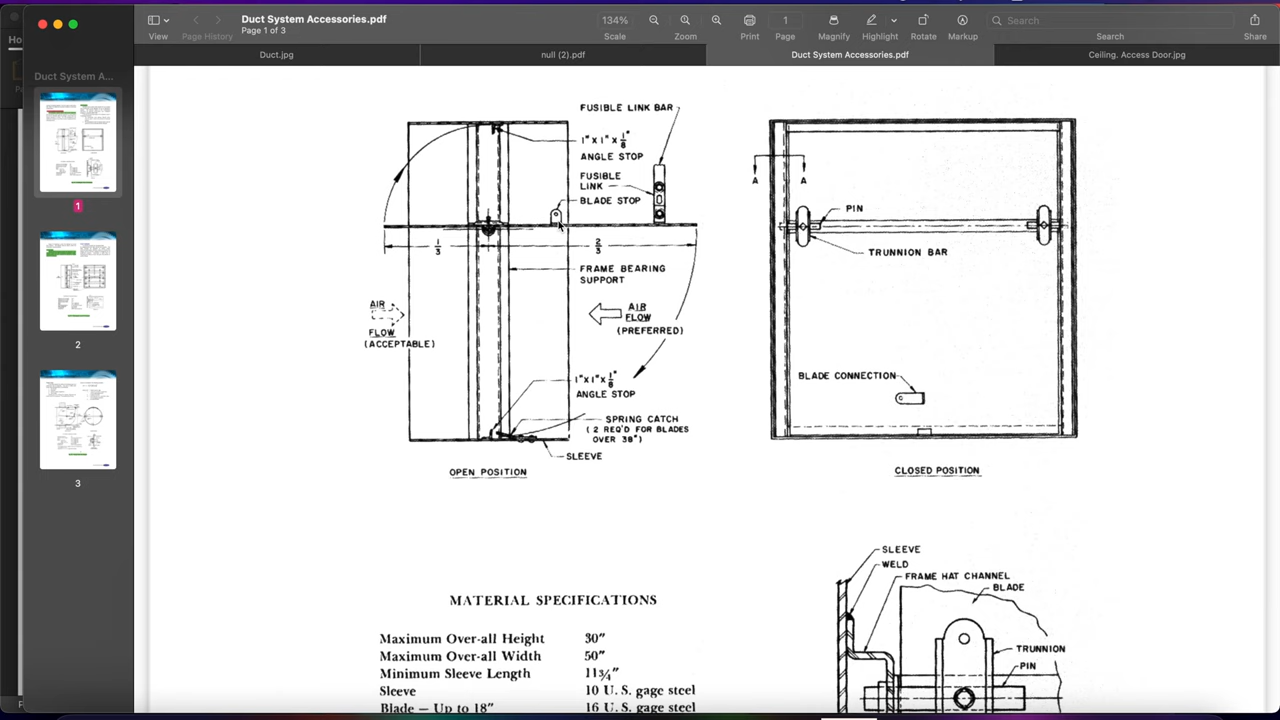 Ho
Duct System Accessories.pdf
Page 1 of 3
View
Page History
134%
Scale
Zoom
Print
1
Page
Magnify
Highlight
Rotate
Markup
Search
Search
Share
Duct.jpg
null (2).pdf
Duct System Accessories.pdf
Ceiling. Access Door.jpg
Duct System A...
1
2
3
FUSIBLE LINK BAR
1" X 1" X 1/8"
ANGLE STOP
FUSIBLE
LINK
BLADE STOP
1/3
2/3
FRAME BEARING
SUPPORT
AIR
FLOW
(ACCEPTABLE)
AIR
FLOW
(PREFERRED)
1" X 1" X 1/8"
ANGLE STOP
SPRING CATCH
( 2 REQ'D FOR BLADES
OVER 38")
SLEEVE
OPEN POSITION
A
A
PIN
TRUNNION BAR
BLADE CONNECTION
CLOSED POSITION
SLEEVE
WELD
FRAME HAT CHANNEL
BLADE
TRUNNION
PIN
MATERIAL SPECIFICATIONS
Maximum Over-all Height 30"
Maximum Over-all Width 50"
Minimum Sleeve Length 11¾"
Sleeve 10 U. S. gage steel
Blade — Up to 18" 16 U. S. gage steel